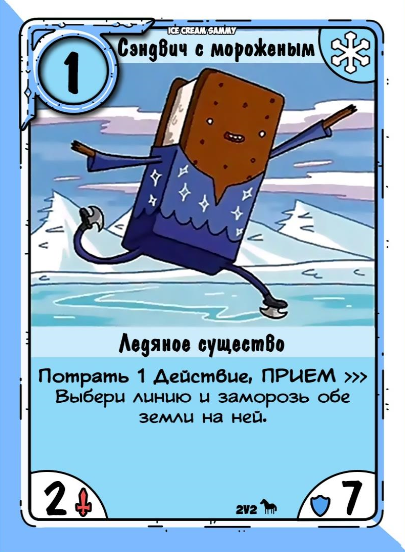 ICE CREAM SAMMY
Сэндвич с мороженым
1
Ледяное существо
Потрать 1 Действие, ПРИЕМ >>>
Выбери линию и заморозь обе
земли на ней.
2
2V2
7